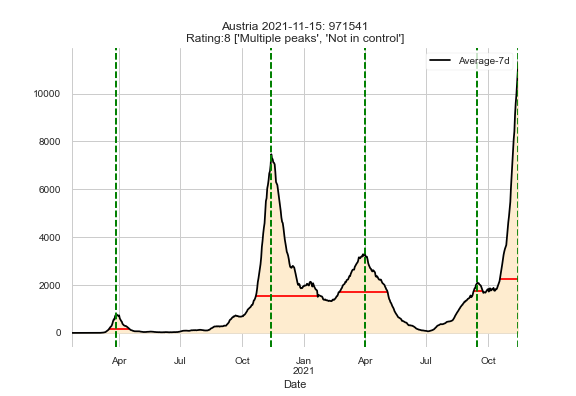 Austria 2021-11-15: 971541
Rating:8 ['Multiple peaks', 'Not in control']
Average-7d
10000
8000
6000
4000
2000
0
Apr Jul Oct Jan Apr Jul Oct
2021
Date